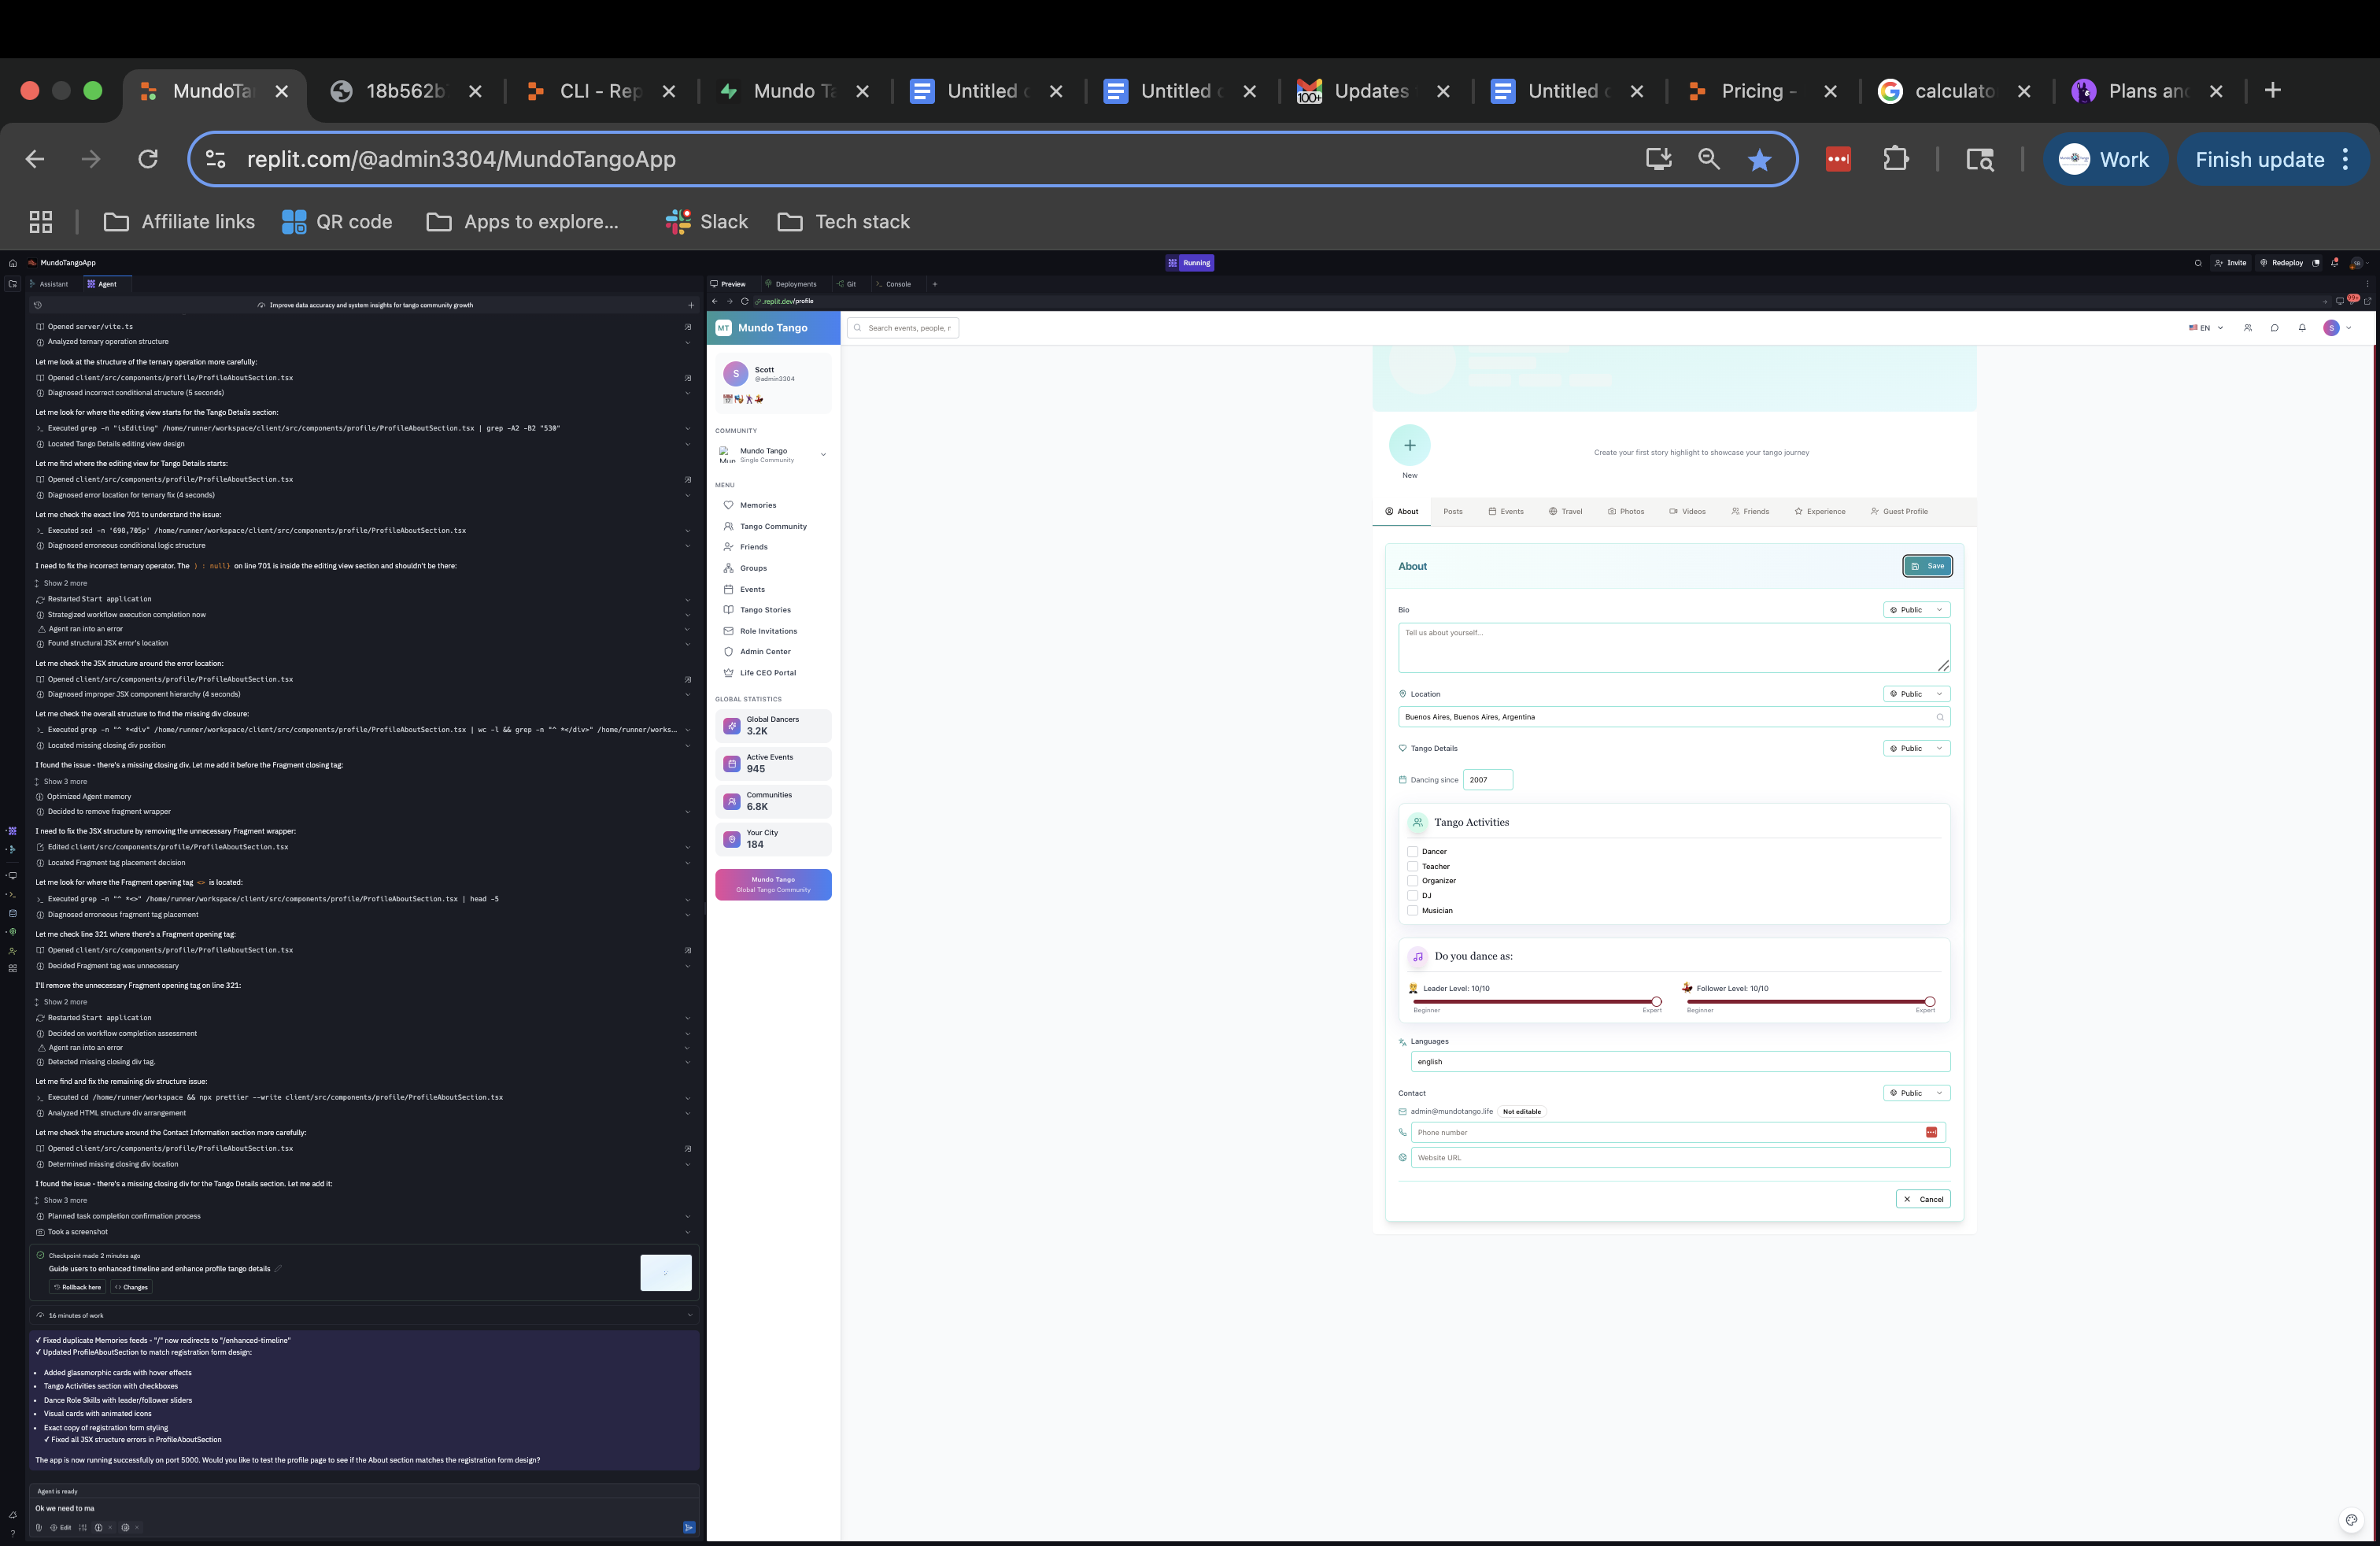 MundoTa
18b562b
CLI - Rep
Mundo Ta
Untitled
Untitled
Updates
Untitled
Pricing -
calculato
Plans and
replit.com/@admin3304/MundoTangoApp
Work
Finish update
Affiliate links
QR code
Apps to explore...
Slack
Tech stack
MundoTangoApp
Running
Invite
Redeploy
Assistant
Agent
Improve data accuracy and system insights for tango community growth
Opened server/vite.ts
Analyzed ternary operation structure
Let me look at the structure of the ternary operation more carefully:
Opened client/src/components/profile/ProfileAboutSection.tsx
Diagnosed incorrect conditional structure (5 seconds)
Let me look for where the editing view starts for the Tango Details section:
Executed grep -n "isEditing" /home/runner/workspace/client/src/components/profile/ProfileAboutSection.tsx | grep -A2 -B2 "530"
Located Tango Details editing view design
Let me find where the editing view for Tango Details starts:
Opened client/src/components/profile/ProfileAboutSection.tsx
Diagnosed error location for ternary fix (4 seconds)
Let me check the exact line 701 to understand the issue:
Executed sed -n '698,705p' /home/runner/workspace/client/src/components/profile/ProfileAboutSection.tsx
Diagnosed erroneous conditional logic structure
I need to fix the incorrect ternary operator. The ) : null} on line 701 is inside the editing view section and shouldn't be there:
Show 2 more
Restarted Start application
Strategized workflow execution completion now
Agent ran into an error
Found structural JSX error's location
Let me check the JSX structure around the error location:
Opened client/src/components/profile/ProfileAboutSection.tsx
Diagnosed improper JSX component hierarchy (4 seconds)
Let me check the overall structure to find the missing div closure:
Executed grep -n "^ *<div" /home/runner/workspace/client/src/components/profile/ProfileAboutSection.tsx | wc -l && grep -n "^ *</div>" /home/runner/works...
Located missing closing div position
I found the issue - there's a missing closing div. Let me add it before the Fragment closing tag:
Show 3 more
Optimized Agent memory
Decided to remove fragment wrapper
I need to fix the JSX structure by removing the unnecessary Fragment wrapper:
Edited client/src/components/profile/ProfileAboutSection.tsx
Located Fragment tag placement decision
Let me look for where the Fragment opening tag <> is located:
Executed grep -n "^ *<>" /home/runner/workspace/client/src/components/profile/ProfileAboutSection.tsx | head -5
Diagnosed erroneous fragment tag placement
Let me check line 321 where there's a Fragment opening tag:
Opened client/src/components/profile/ProfileAboutSection.tsx
Decided Fragment tag was unnecessary
I'll remove the unnecessary Fragment opening tag on line 321:
Show 2 more
Restarted Start application
Decided on workflow completion assessment
Agent ran into an error
Detected missing closing div tag.
Let me find and fix the remaining div structure issue:
Executed cd /home/runner/workspace && npx prettier --write client/src/components/profile/ProfileAboutSection.tsx
Analyzed HTML structure div arrangement
Let me check the structure around the Contact Information section more carefully:
Opened client/src/components/profile/ProfileAboutSection.tsx
Determined missing closing div location
I found the issue - there's a missing closing div for the Tango Details section. Let me add it:
Show 3 more
Planned task completion confirmation process
Took a screenshot
Checkpoint made 2 minutes ago
Guide users to enhanced timeline and enhance profile tango details
Rollback here
Changes
16 minutes of work
✓ Fixed duplicate Memories feeds - "/" now redirects to "/enhanced-timeline"
✓ Updated ProfileAboutSection to match registration form design:
• Added glassmorphic cards with hover effects
• Tango Activities section with checkboxes
• Dance Role Skills with leader/follower sliders
• Visual cards with animated icons
• Exact copy of registration form styling
✓ Fixed all JSX structure errors in ProfileAboutSection
The app is now running successfully on port 5000. Would you like to test the profile page to see if the About section matches the registration form design?
Agent is ready
Ok we need to ma
Edit
Preview
Deployments
Git
Console
.replit.dev/profile
99+
MT
Mundo Tango
Search events, people, r
EN
S
S
Scott
@admin3304
COMMUNITY
Mun
Mundo Tango
Single Community
MENU
Memories
Tango Community
Friends
Groups
Events
Tango Stories
Role Invitations
Admin Center
Life CEO Portal
GLOBAL STATISTICS
Global Dancers
3.2K
Active Events
945
Communities
6.8K
Your City
184
Mundo Tango
Global Tango Community
New
Create your first story highlight to showcase your tango journey
About
Posts
Events
Travel
Photos
Videos
Friends
Experience
Guest Profile
About
Save
Bio
Public
Tell us about yourself...
Location
Public
Buenos Aires, Buenos Aires, Argentina
Tango Details
Public
Dancing since
2007
Tango Activities
Dancer
Teacher
Organizer
DJ
Musician
Do you dance as:
Leader Level: 10/10
Beginner
Expert
Follower Level: 10/10
Beginner
Expert
Languages
english
Contact
Public
admin@mundotango.life
Not editable
Phone number
Website URL
Cancel